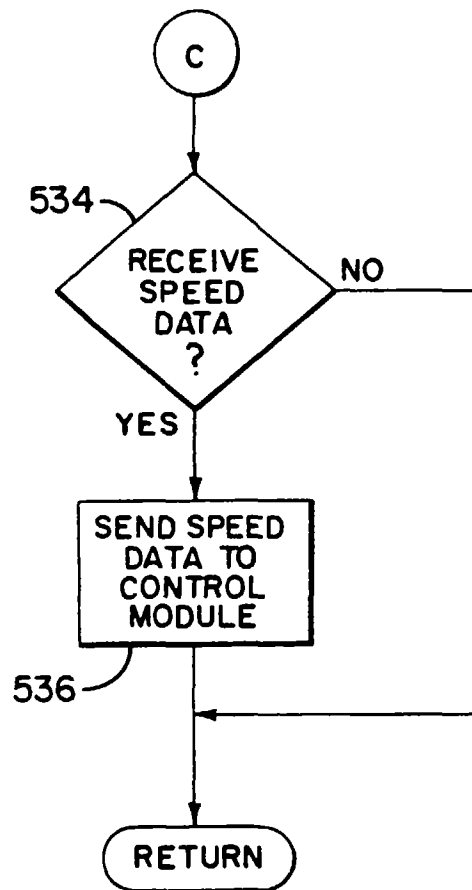 C
534
RECEIVE
SPEED
DATA
?
NO
YES
SEND SPEED
DATA TO
CONTROL
MODULE
536
RETURN